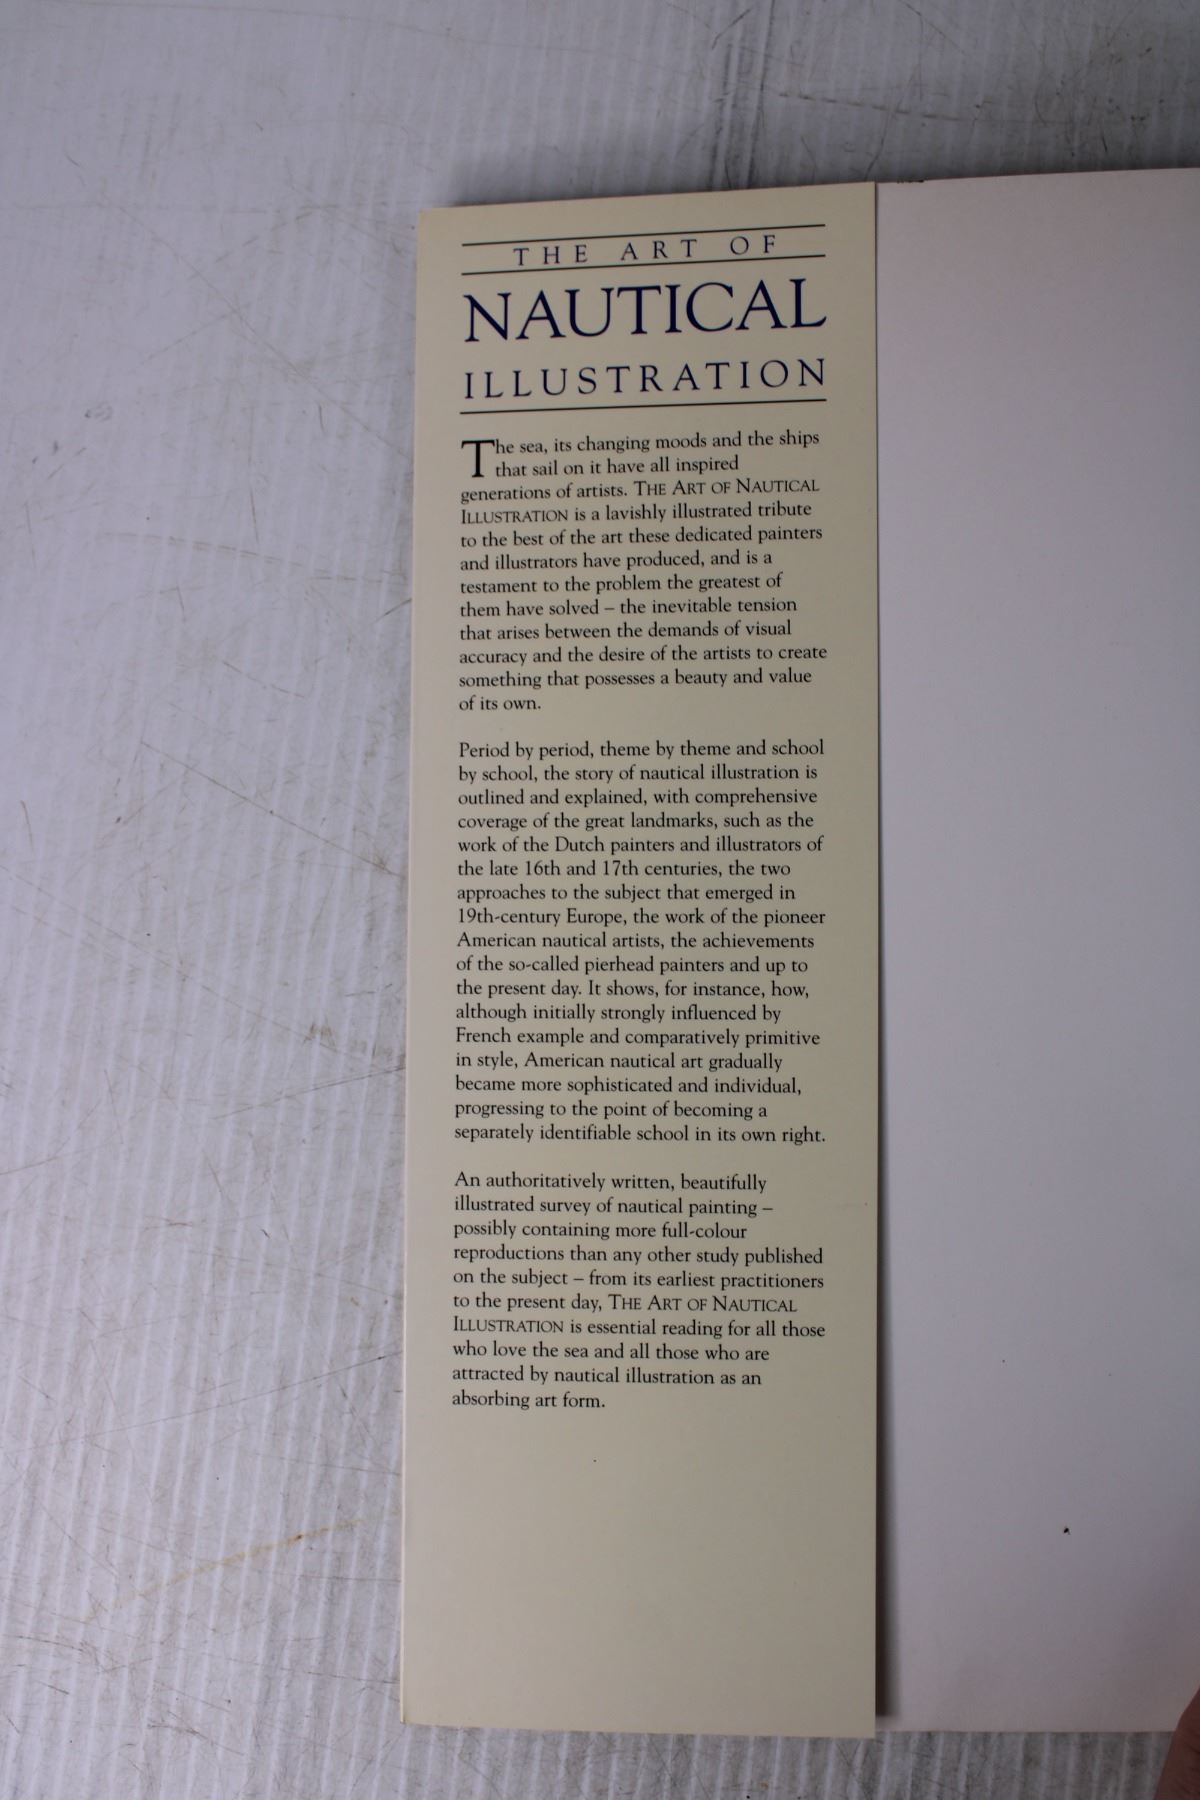 THE ART OF
NAUTICAL
ILLUSTRATION
The sea, its changing moods and the ships
that sail on it have all inspired
generations of artists. THE ART OF NAUTICAL
ILLUSTRATION is a lavishly illustrated tribute
to the best of the art these dedicated painters
and illustrators have produced, and is a
testament to the problem the greatest of
them have solved – the inevitable tension
that arises between the demands of visual
accuracy and the desire of the artists to create
something that possesses a beauty and value
of its own.
Period by period, theme by theme and school
by school, the story of nautical illustration is
outlined and explained, with comprehensive
coverage of the great landmarks, such as the
work of the Dutch painters and illustrators of
the late 16th and 17th centuries, the two
approaches to the subject that emerged in
19th-century Europe, the work of the pioneer
American nautical artists, the achievements
of the so-called pierhead painters and up to
the present day. It shows, for instance, how,
although initially strongly influenced by
French example and comparatively primitive
in style, American nautical art gradually
became more sophisticated and individual,
progressing to the point of becoming a
separately identifiable school in its own right.
An authoritatively written, beautifully
illustrated survey of nautical painting –
possibly containing more full-colour
reproductions than any other study published
on the subject – from its earliest practitioners
to the present day, THE ART OF NAUTICAL
ILLUSTRATION is essential reading for all those
who love the sea and all those who are
attracted by nautical illustration as an
absorbing art form.